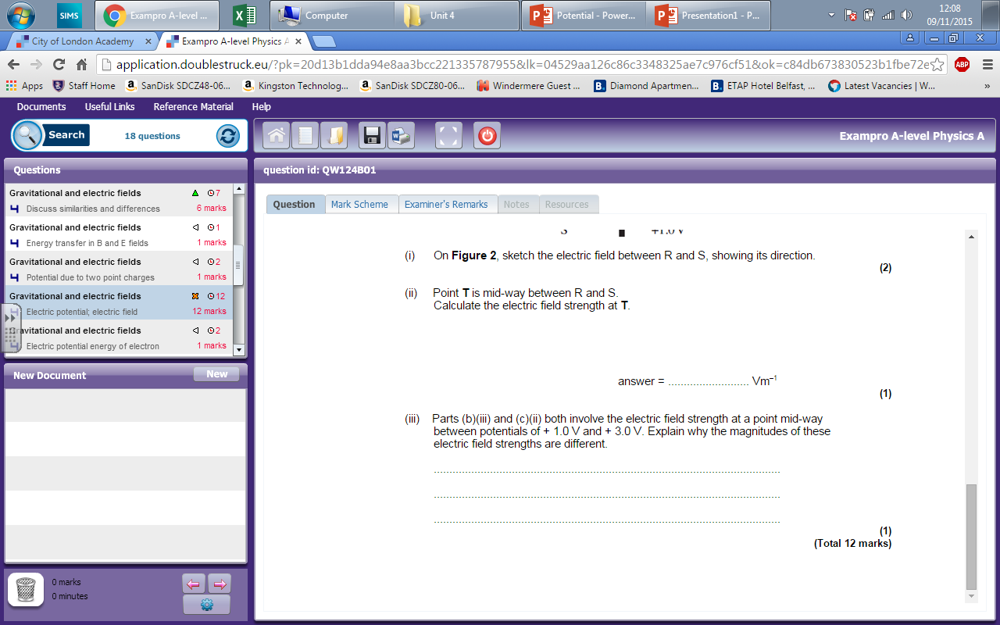 SIMS
Exampro A-level ...
Computer
Unit 4
Potential - Power...
Presentation1 - P...
12:08
09/11/2015
City of London Academy
Exampro A-level Physics A
application.doublestruck.eu/?pk=20d13b1dda94e8aa3bcc221335787955&lk=04529aa126c86c3348325ae7c976cf51&ok=c84db673830523b1fbe72e
ABP
Apps
Staff Home
SanDisk SDCZ48-06...
Kingston Technolog...
SanDisk SDCZ80-06...
Windermere Guest ...
Diamond Apartmen...
ETAP Hotel Belfast, ...
Latest Vacancies | W...
»
Documents
Useful Links
Reference Material
Help
Search
18 questions
Exampro A-level Physics A
Questions
Gravitational and electric fields 7
4 Discuss similarities and differences 6 marks
Gravitational and electric fields 1
4 Energy transfer in B and E fields 1 marks
Gravitational and electric fields 2
4 Potential due to two point charges 1 marks
Gravitational and electric fields 12
4 Electric potential; electric field 12 marks
Gravitational and electric fields 2
4 Electric potential energy of electron 1 marks
New Document
New
0 marks
0 minutes
question id: QW124B01
Question
Mark Scheme
Examiner's Remarks
Notes
Resources
S +1.0 V
(i) On Figure 2, sketch the electric field between R and S, showing its direction.
(2)
(ii) Point T is mid-way between R and S.
Calculate the electric field strength at T.
answer = .......................... Vm–1
(1)
(iii) Parts (b)(iii) and (c)(ii) both involve the electric field strength at a point mid-way
between potentials of + 1.0 V and + 3.0 V. Explain why the magnitudes of these
electric field strengths are different.
...............................................................................................................
...............................................................................................................
...............................................................................................................
(1)
(Total 12 marks)